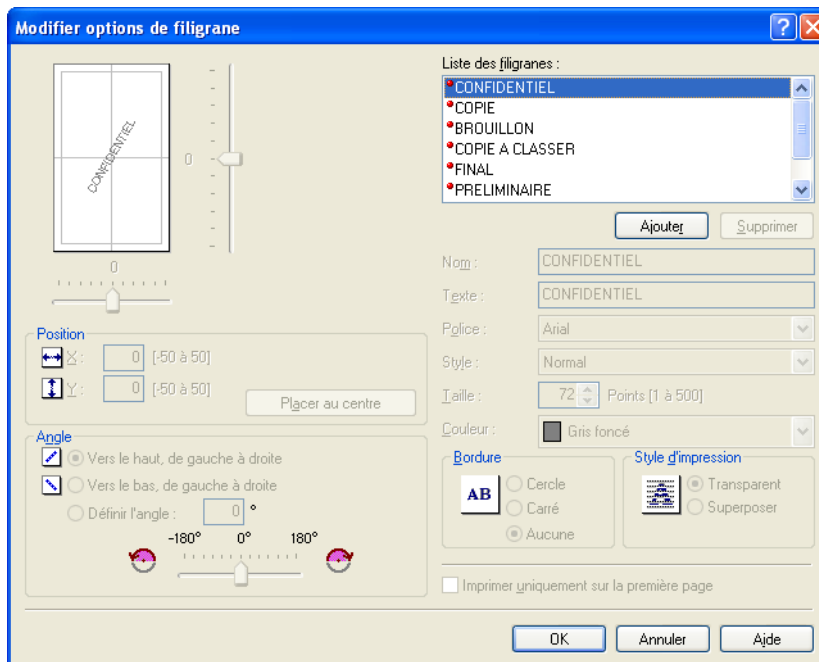 Modifier options de filigrane
CONFIDENTIEL
0
0
Liste des filigranes :
CONFIDENTIEL
COPIE
BROUILLON
COPIE A CLASSER
FINAL
PRELIMINAIRE
Ajouter
Supprimer
Nom : CONFIDENTIEL
Texte : CONFIDENTIEL
Police : Arial
Style : Normal
Taille : 72 Points [1 à 500]
Couleur : Gris foncé
Position
X : 0 [-50 à 50]
Y : 0 [-50 à 50]
Placer au centre
Angle
Vers le haut, de gauche à droite
Vers le bas, de gauche à droite
Définir l'angle : 0 °
-180° 0° 180°
Bordure
AB
Cercle
Carré
Aucune
Style d'impression
Transparent
Superposer
Imprimer uniquement sur la première page
OK
Annuler
Aide